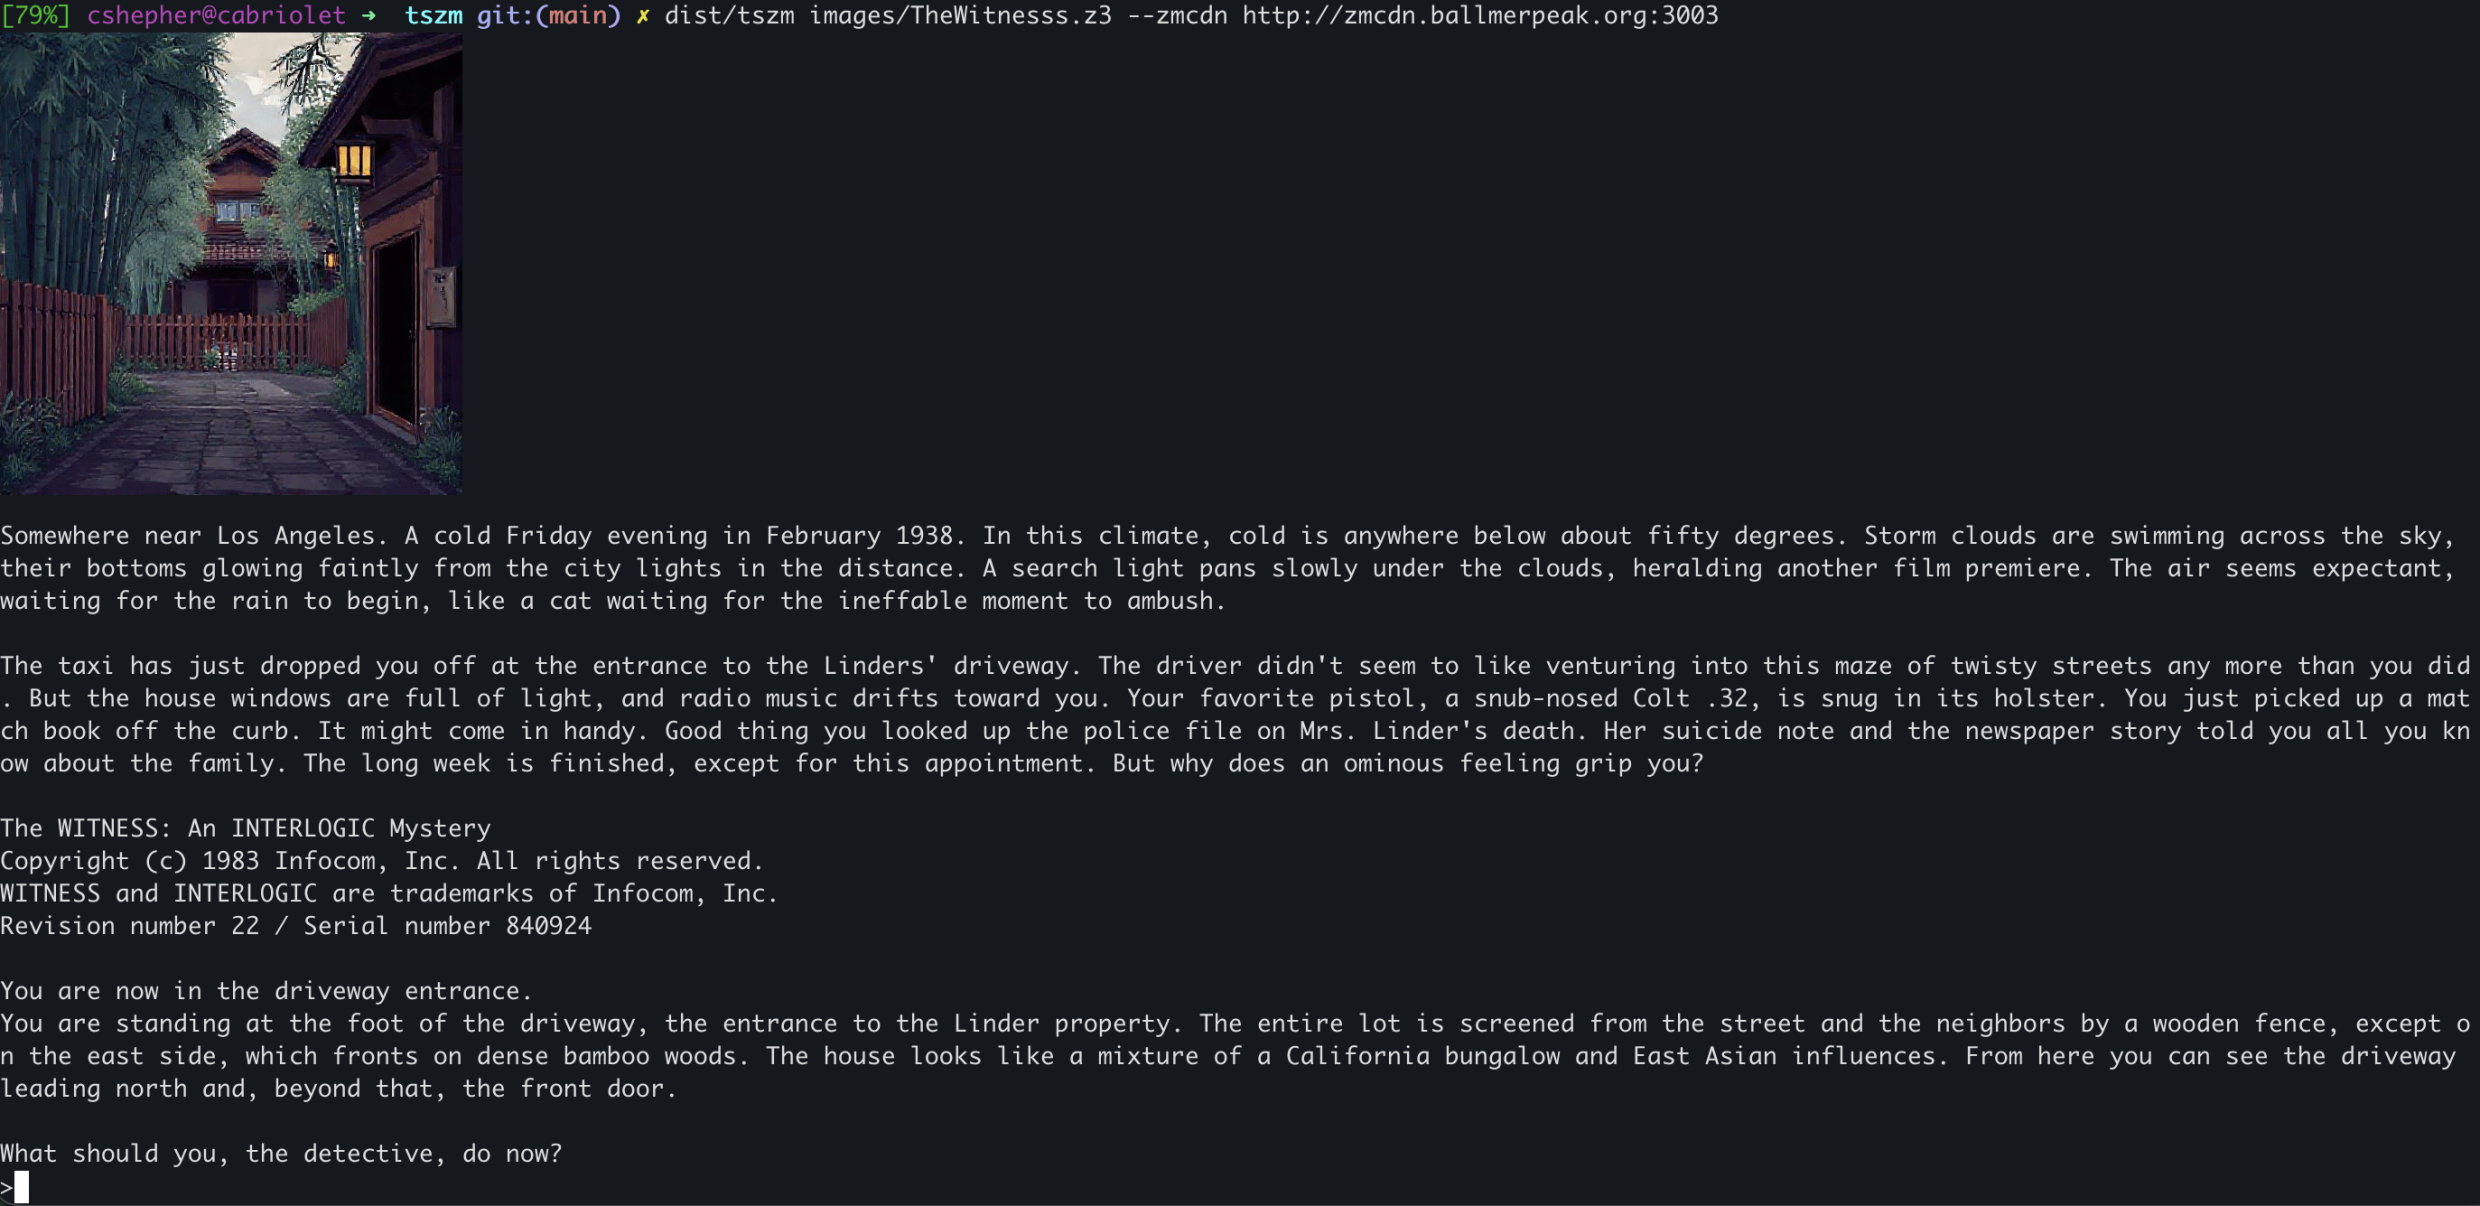 [79%] cshepher@cabriolet ➜  tszm git:(main) ✗ dist/tszm images/TheWitnesss.z3 --zmcdn http://zmcdn.ballmerpeak.org:3003
Somewhere near Los Angeles. A cold Friday evening in February 1938. In this climate, cold is anywhere below about fifty degrees. Storm clouds are swimming across the sky,
their bottoms glowing faintly from the city lights in the distance. A search light pans slowly under the clouds, heralding another film premiere. The air seems expectant,
waiting for the rain to begin, like a cat waiting for the ineffable moment to ambush.
The taxi has just dropped you off at the entrance to the Linders' driveway. The driver didn't seem to like venturing into this maze of twisty streets any more than you did
. But the house windows are full of light, and radio music drifts toward you. Your favorite pistol, a snub-nosed Colt .32, is snug in its holster. You just picked up a mat
ch book off the curb. It might come in handy. Good thing you looked up the police file on Mrs. Linder's death. Her suicide note and the newspaper story told you all you kn
ow about the family. The long week is finished, except for this appointment. But why does an ominous feeling grip you?
The WITNESS: An INTERLOGIC Mystery
Copyright (c) 1983 Infocom, Inc. All rights reserved.
WITNESS and INTERLOGIC are trademarks of Infocom, Inc.
Revision number 22 / Serial number 840924
You are now in the driveway entrance.
You are standing at the foot of the driveway, the entrance to the Linder property. The entire lot is screened from the street and the neighbors by a wooden fence, except o
n the east side, which fronts on dense bamboo woods. The house looks like a mixture of a California bungalow and East Asian influences. From here you can see the driveway
leading north and, beyond that, the front door.
What should you, the detective, do now?
>